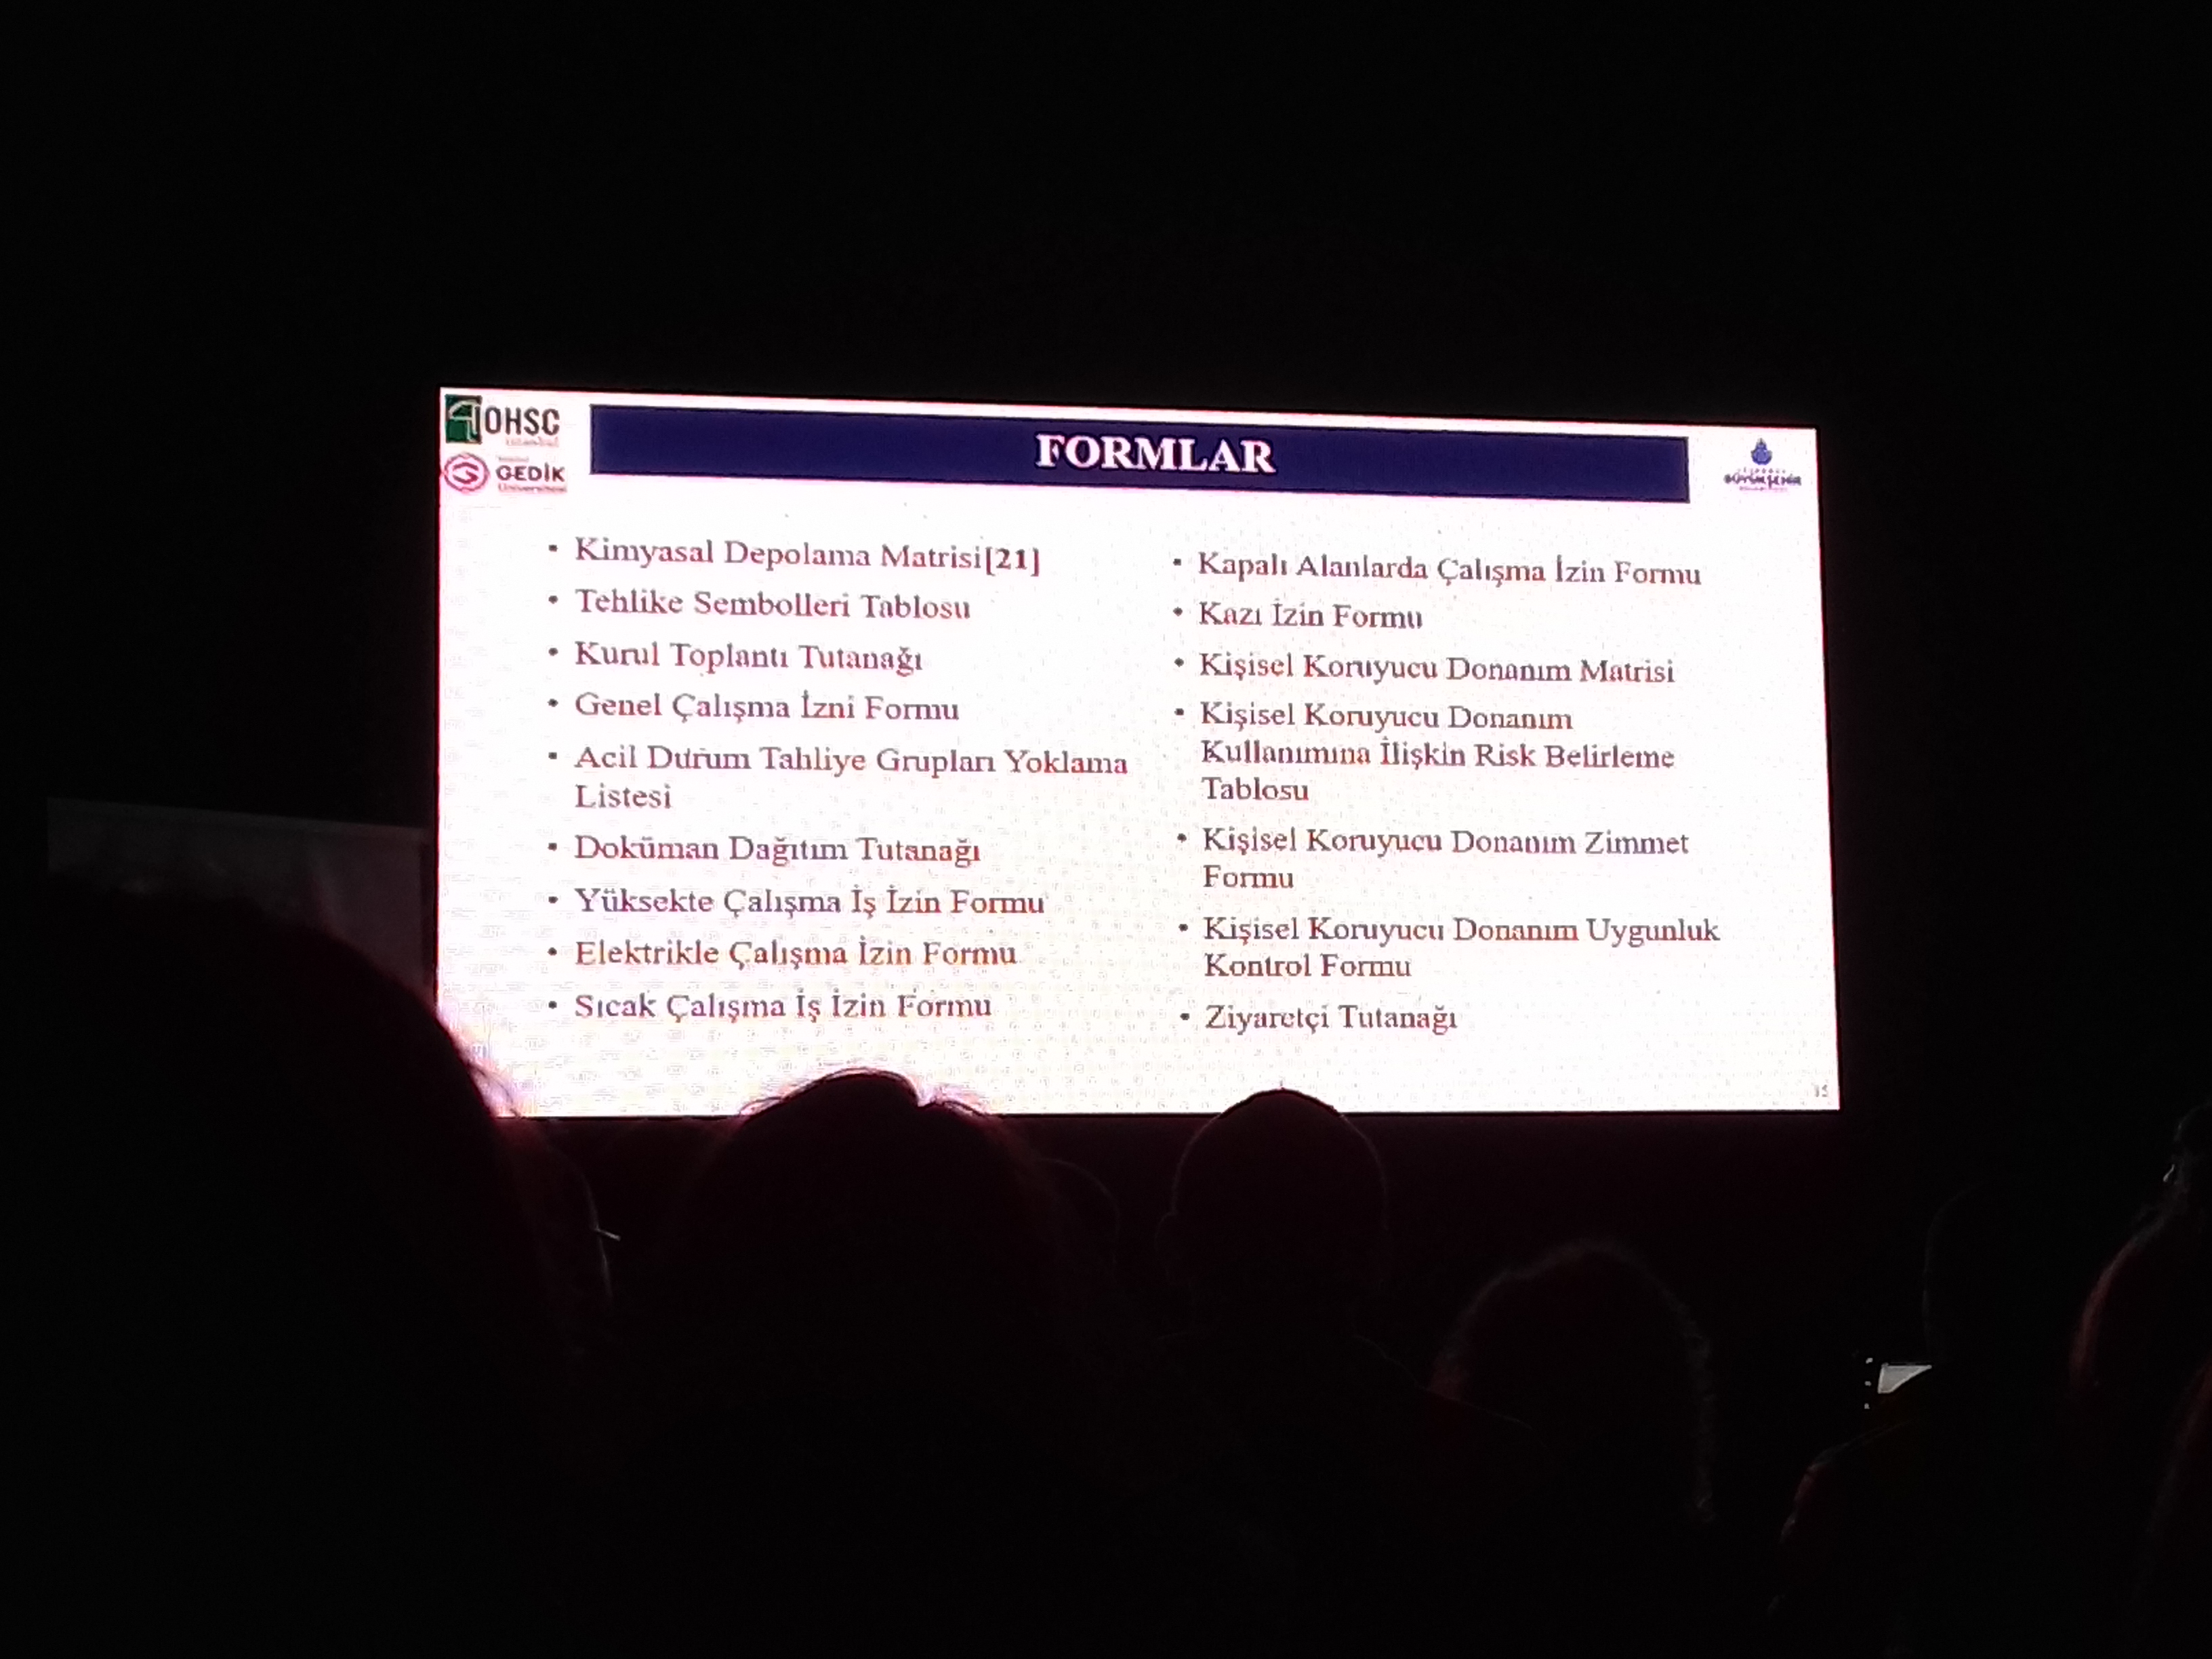 OHSC
istanbul
GEDİK
Üniversitesi
FORMLAR
BÜYÜKŞEHİR
• Kimyasal Depolama Matrisi[21]
• Tehlike Sembolleri Tablosu
• Kurul Toplantı Tutanağı
• Genel Çalışma İzni Formu
• Acil Durum Tahliye Grupları Yoklama
Listesi
• Doküman Dağıtım Tutanağı
• Yüksekte Çalışma İş İzin Formu
• Elektrikle Çalışma İzin Formu
• Sıcak Çalışma İş İzin Formu
• Kapalı Alanlarda Çalışma İzin Formu
• Kazı İzin Formu
• Kişisel Koruyucu Donanım Matrisi
• Kişisel Koruyucu Donanım
Kullanımına İlişkin Risk Belirleme
Tablosu
• Kişisel Koruyucu Donanım Zimmet
Formu
• Kişisel Koruyucu Donanım Uygunluk
Kontrol Formu
• Ziyaretçi Tutanağı
15